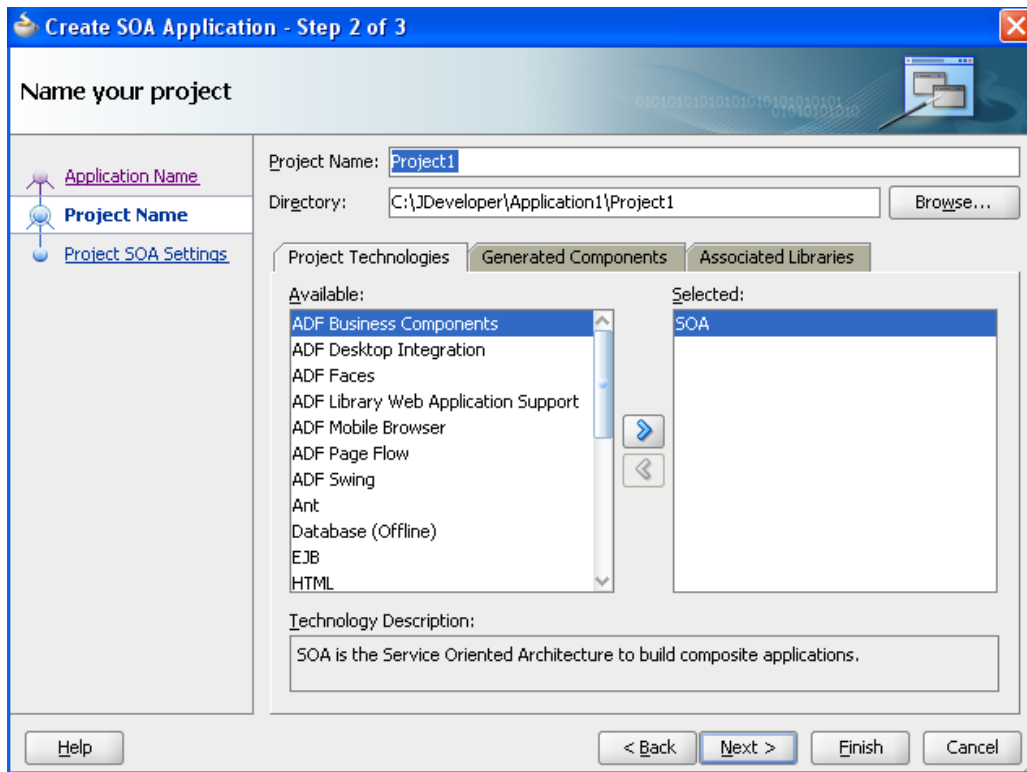 Create SOA Application - Step 2 of 3
Name your project
Application Name
Project Name
Project SOA Settings
Project Name: Project1
Directory: C:\JDeveloper\Application1\Project1 Browse...
Project Technologies Generated Components Associated Libraries
Available:
ADF Business Components
ADF Desktop Integration
ADF Faces
ADF Library Web Application Support
ADF Mobile Browser
ADF Page Flow
ADF Swing
Ant
Database (Offline)
EJB
HTML
Selected:
SOA
Technology Description:
SOA is the Service Oriented Architecture to build composite applications.
Help < Back Next > Finish Cancel